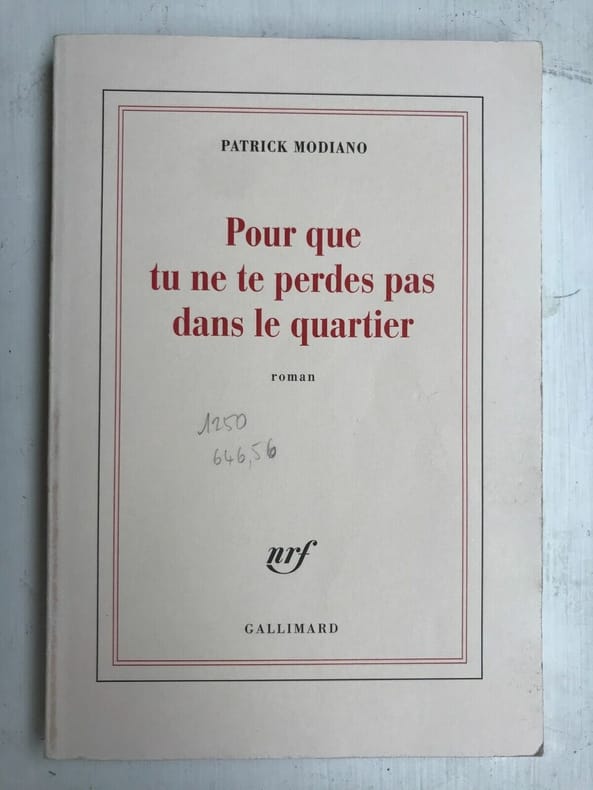 PATRICK MODIANO
Pour que
tu ne te perdes pas
dans le quartier
roman
1250
646,56
nrf
GALLIMARD